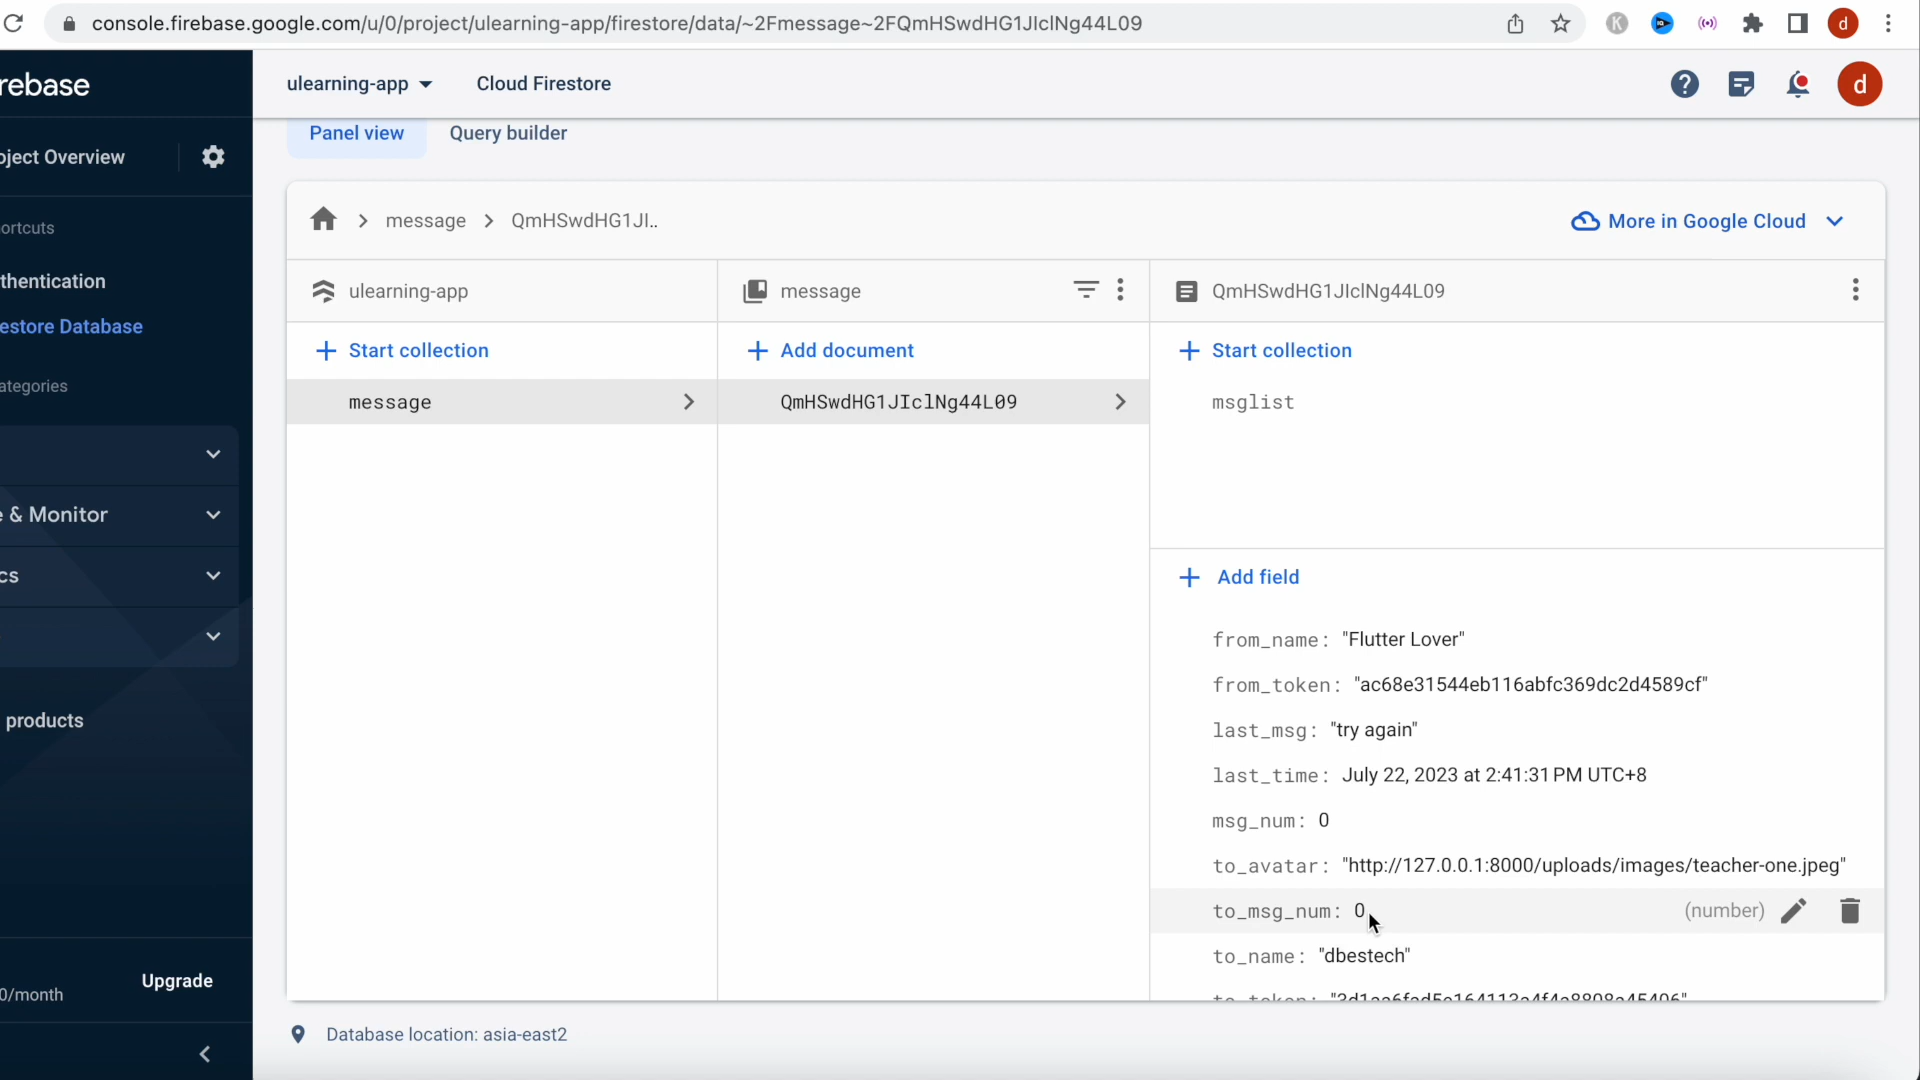 console.firebase.google.com/u/0/project/ulearning-app/firestore/data/~2Fmessage~2FQmHSwdHG1JIclNg44L09
K
d
rebase
ulearning-app
Cloud Firestore
d
Panel view
Query builder
oject Overview
ortcuts
thentication
estore Database
ategories
e & Monitor
cs
products
0/month
Upgrade
message
QmHSwdHG1JI..
More in Google Cloud
ulearning-app
message
QmHSwdHG1JIclNg44L09
Start collection
Add document
Start collection
message
QmHSwdHG1JIclNg44L09
msglist
Add field
from_name: "Flutter Lover"
from_token: "ac68e31544eb116abfc369dc2d4589cf"
last_msg: "try again"
last_time: July 22, 2023 at 2:41:31 PM UTC+8
msg_num: 0
to_avatar: "http://127.0.0.1:8000/uploads/images/teacher-one.jpeg"
to_msg_num: 0
(number)
to_name: "dbestech"
to_token:
Database location: asia-east2